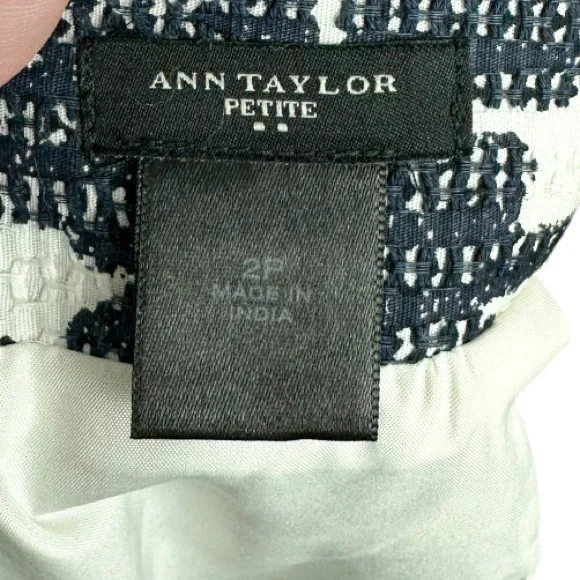 ANN TAYLOR
PETITE
2P
MADE IN
INDIA